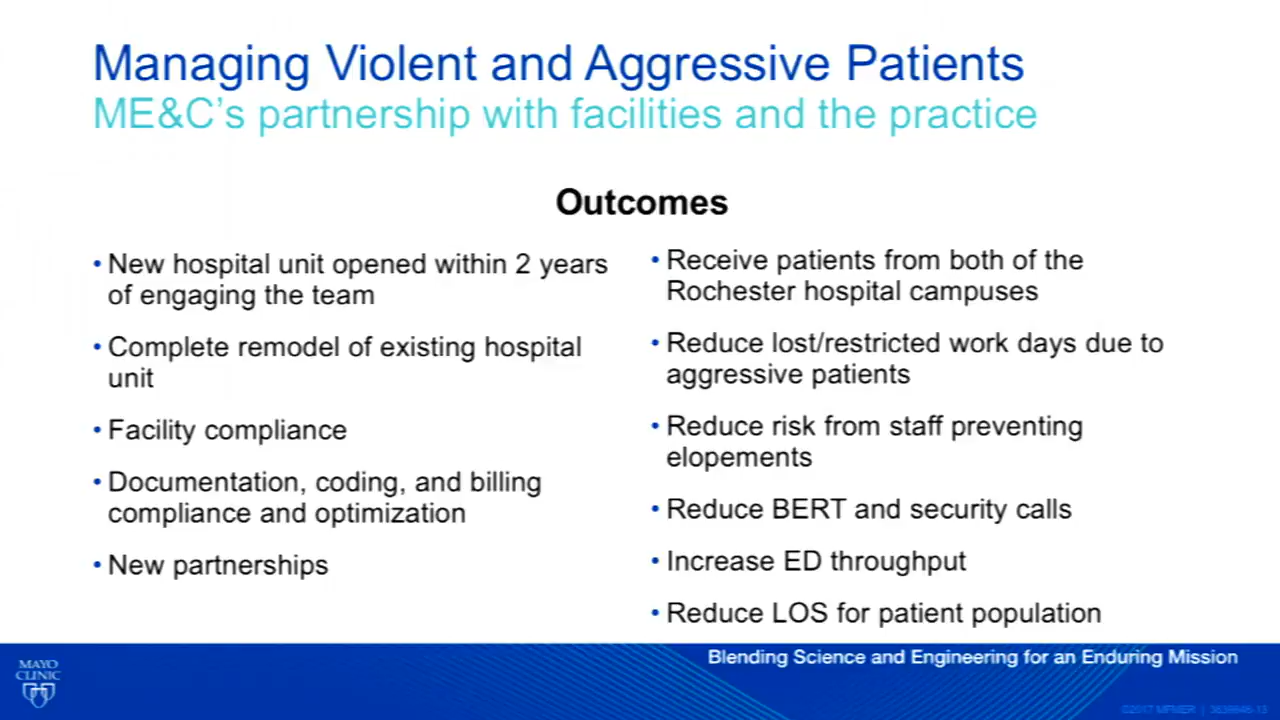 Managing Violent and Aggressive Patients
ME&C's partnership with facilities and the practice
Outcomes
• New hospital unit opened within 2 years
of engaging the team
• Complete remodel of existing hospital
unit
• Facility compliance
• Documentation, coding, and billing
compliance and optimization
• New partnerships
• Receive patients from both of the
Rochester hospital campuses
• Reduce lost/restricted work days due to
aggressive patients
• Reduce risk from staff preventing
elopements
• Reduce BERT and security calls
• Increase ED throughput
• Reduce LOS for patient population
MAYO
CLINIC
Blending Science and Engineering for an Enduring Mission
©2017 MFMER |